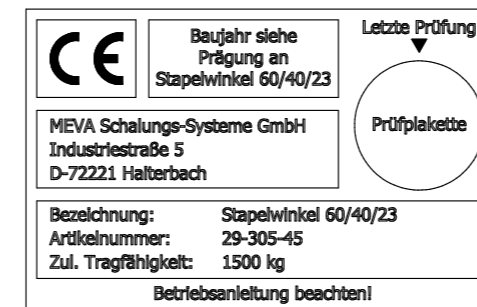 CE
Baujahr siehe
Prägung an
Stapelwinkel 60/40/23
Letzte Prüfung
Prüfplakette
MEVA Schalungs-Systeme GmbH
Industriestraße 5
D-72221 Haiterbach
Bezeichnung: Stapelwinkel 60/40/23
Artikelnummer: 29-305-45
Zul. Tragfähigkeit: 1500 kg
Betriebsanleitung beachten!